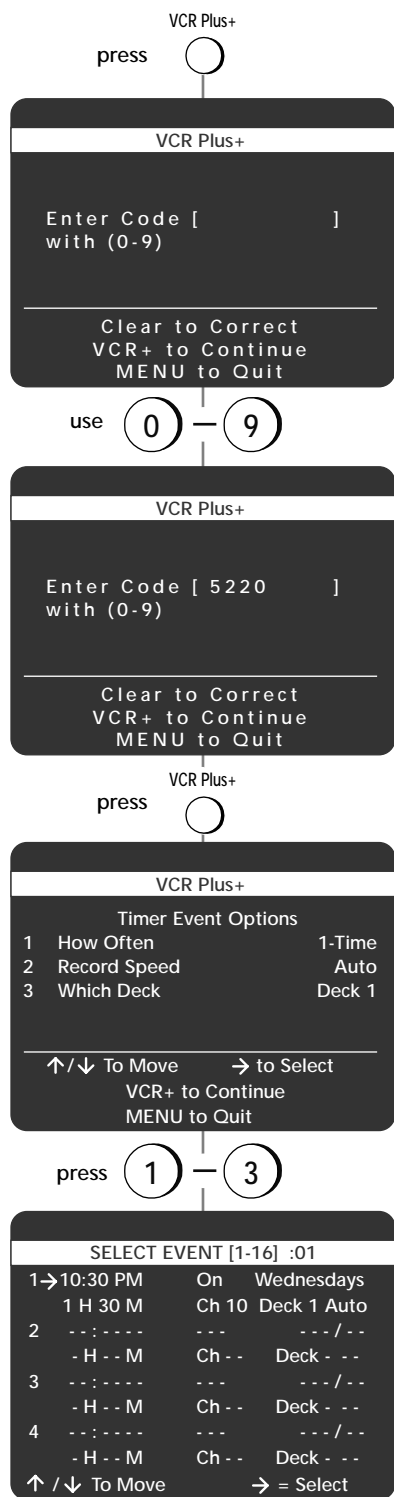 VCR Plus+
press
VCR Plus+
Enter Code [ ]
with (0-9)
Clear to Correct
VCR+ to Continue
MENU to Quit
use 0 – 9
VCR Plus+
Enter Code [ 5220 ]
with (0-9)
Clear to Correct
VCR+ to Continue
MENU to Quit
VCR Plus+
press
VCR Plus+
Timer Event Options
1 How Often 1-Time
2 Record Speed Auto
3 Which Deck Deck 1
↑/↓ To Move → to Select
VCR+ to Continue
MENU to Quit
press 1 – 3
SELECT EVENT [1-16] :01
1→10:30 PM On Wednesdays
1 H 30 M Ch 10 Deck 1 Auto
2 - - : - - - - - - - - - - / - -
- H - - M Ch - - Deck - - -
3 - - : - - - - - - - - - - / - -
- H - - M Ch - - Deck - - -
4 - - : - - - - - - - - - - / - -
- H - - M Ch - - Deck - - -
↑ /↓ To Move → = Select